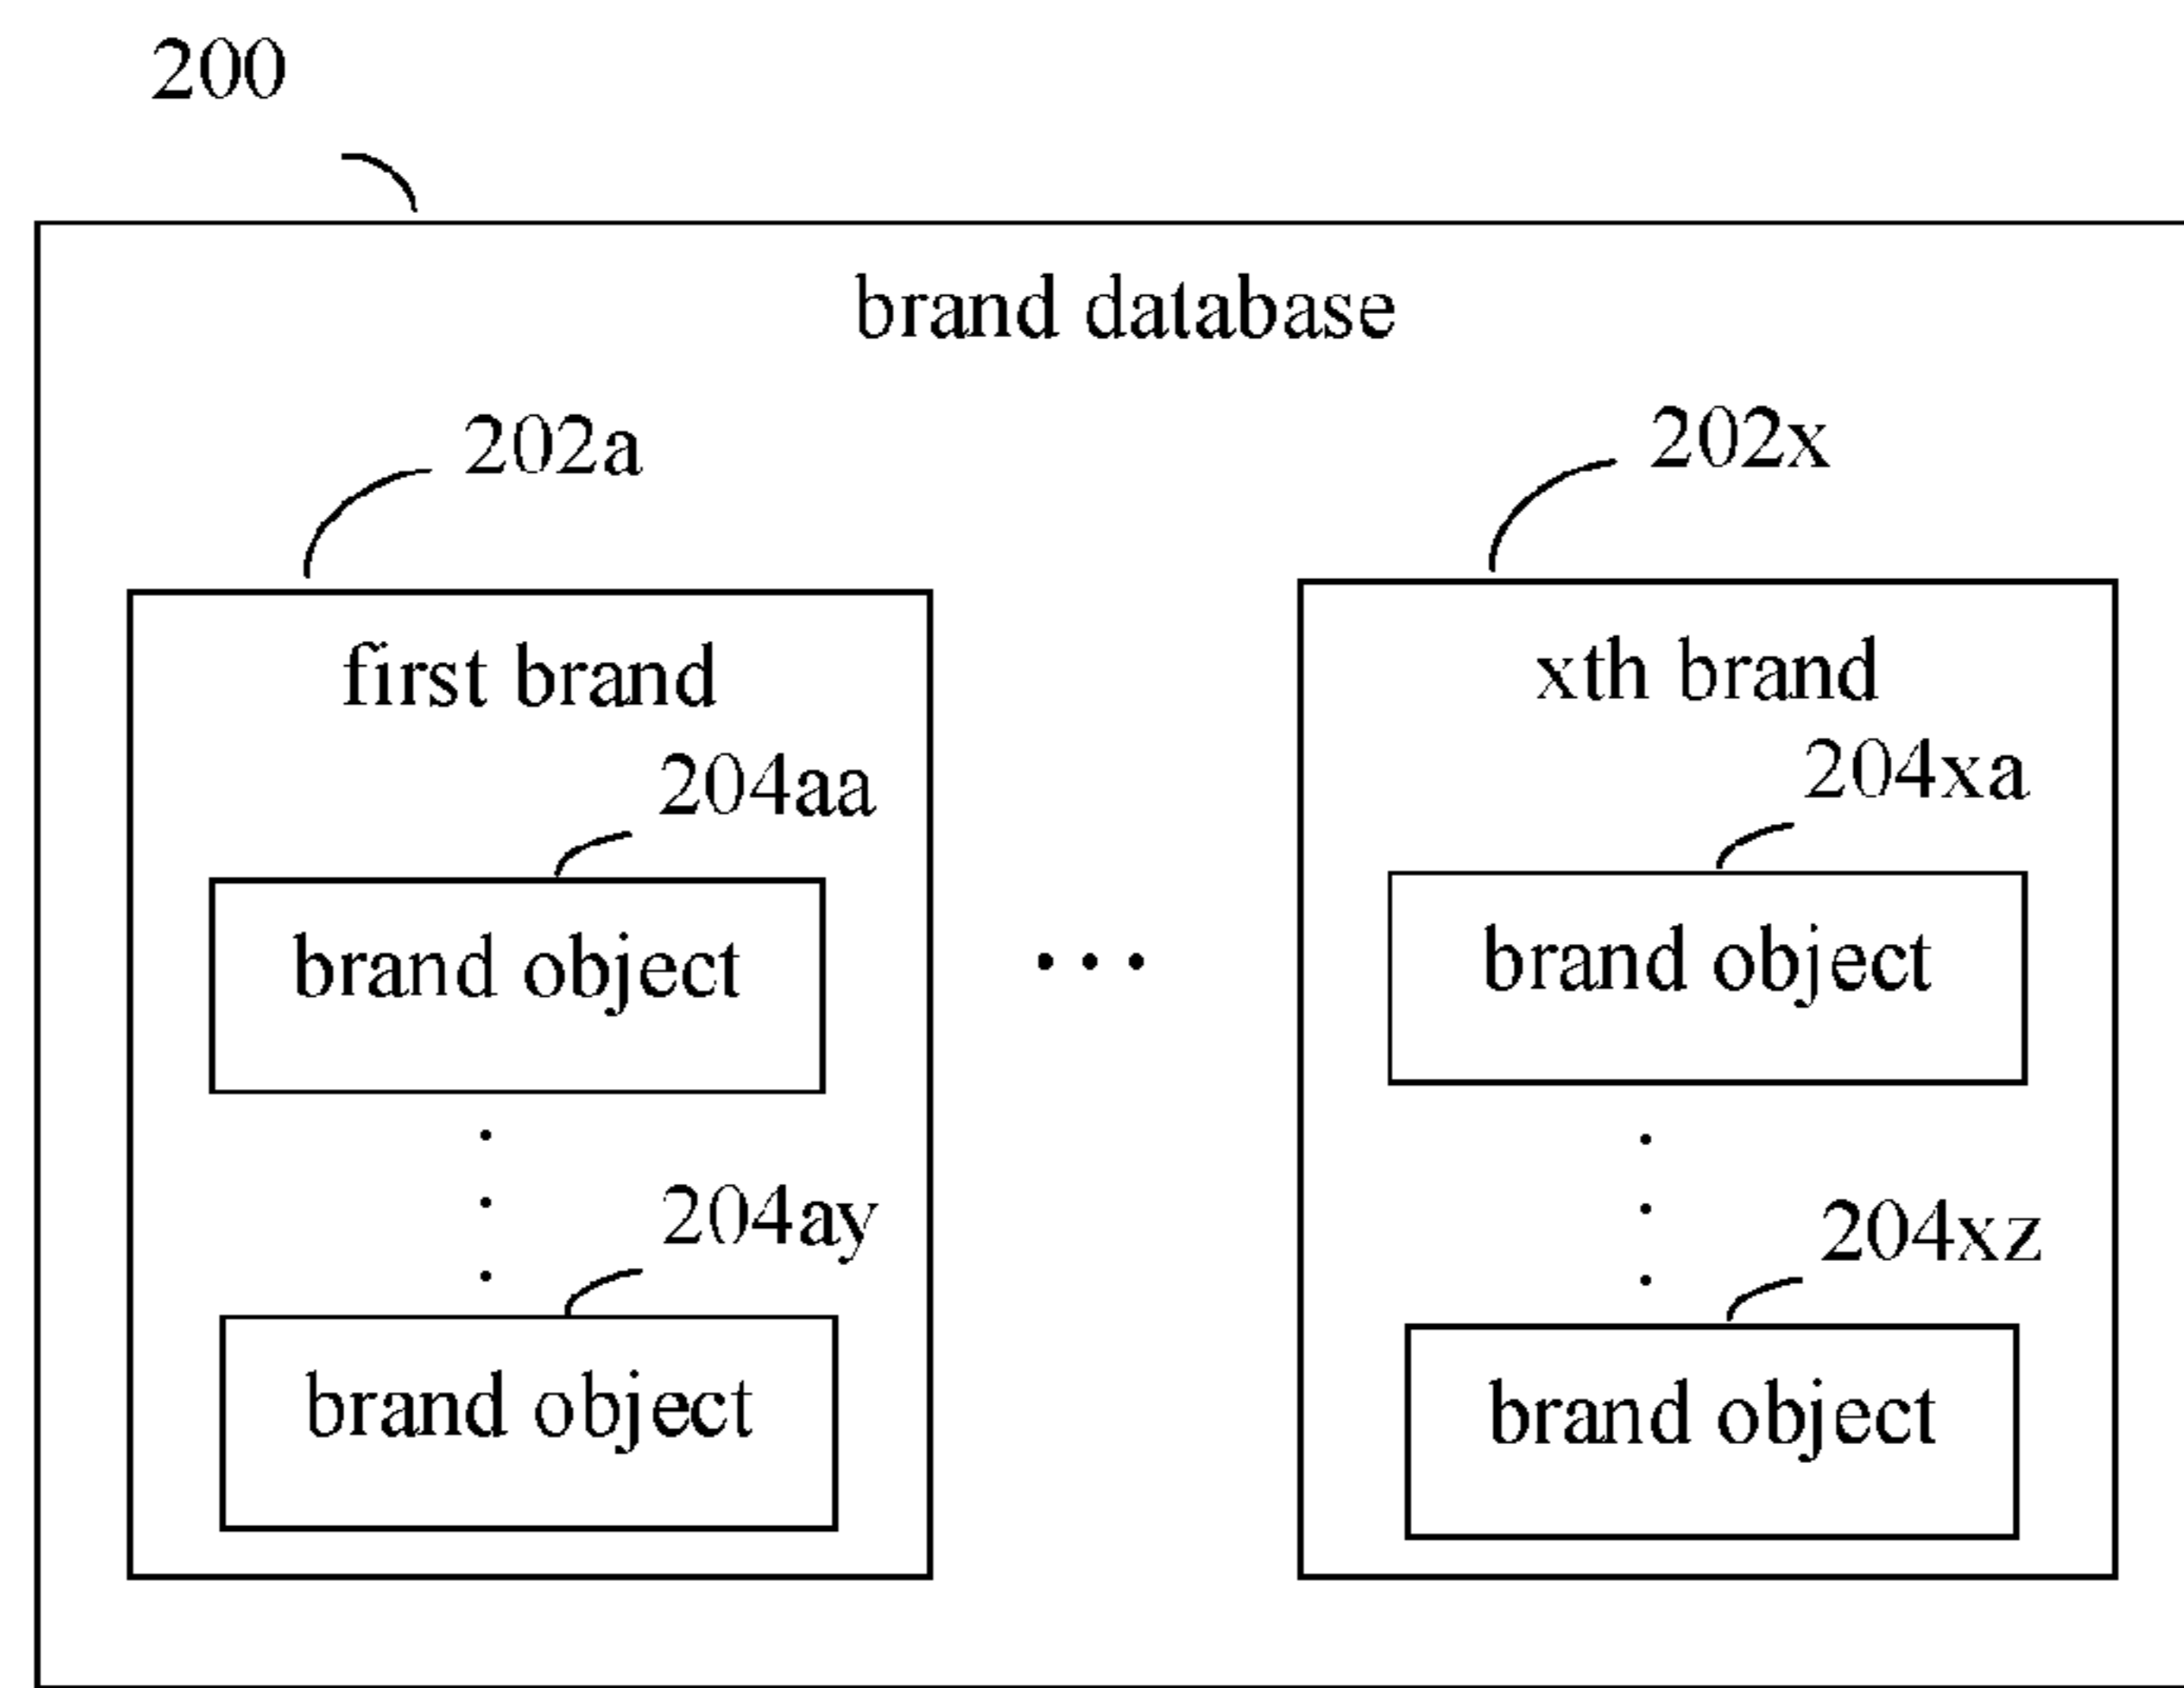 200
brand database
202a
first brand
204aa
brand object
204ay
brand object
202x
xth brand
204xa
brand object
204xz
brand object